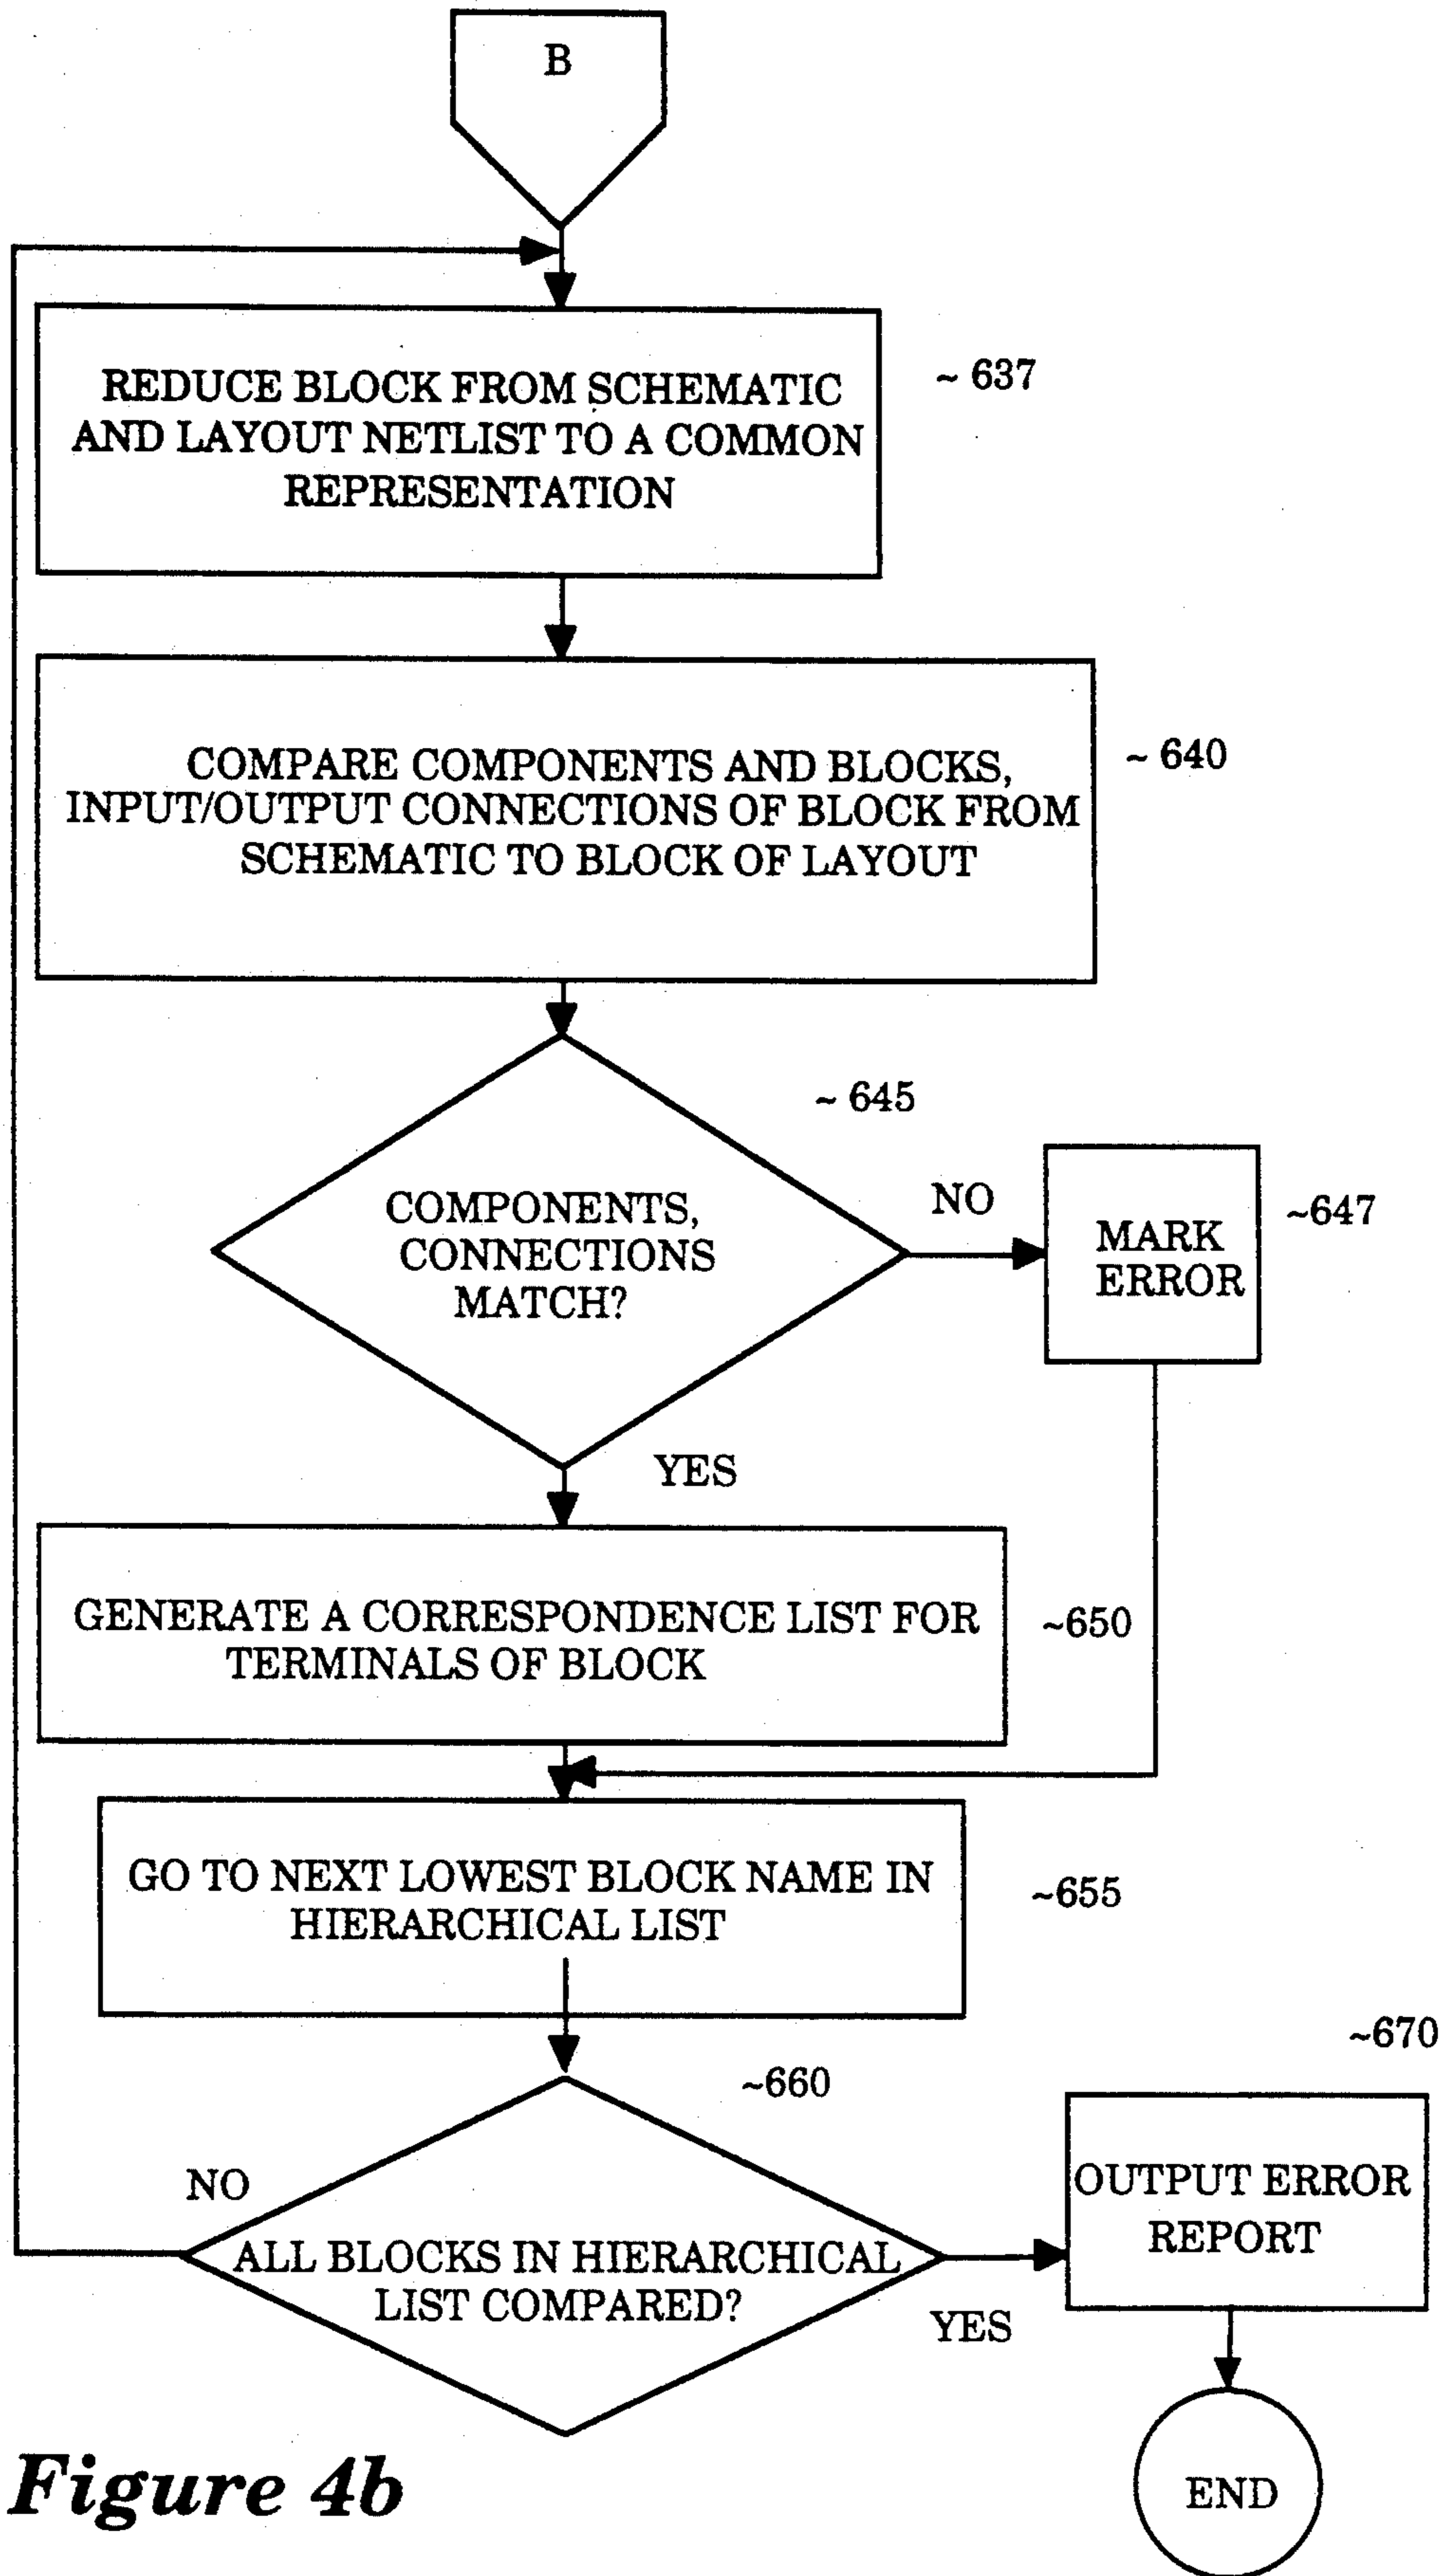 B
REDUCE BLOCK FROM SCHEMATIC
AND LAYOUT NETLIST TO A COMMON
REPRESENTATION
~ 637
COMPARE COMPONENTS AND BLOCKS,
INPUT/OUTPUT CONNECTIONS OF BLOCK FROM
SCHEMATIC TO BLOCK OF LAYOUT
~ 640
~ 645
COMPONENTS,
CONNECTIONS
MATCH?
NO
MARK
ERROR
~647
YES
GENERATE A CORRESPONDENCE LIST FOR
TERMINALS OF BLOCK
~650
GO TO NEXT LOWEST BLOCK NAME IN
HIERARCHICAL LIST
~655
~660
~670
NO
ALL BLOCKS IN HIERARCHICAL
LIST COMPARED?
YES
OUTPUT ERROR
REPORT
END
Figure 4b